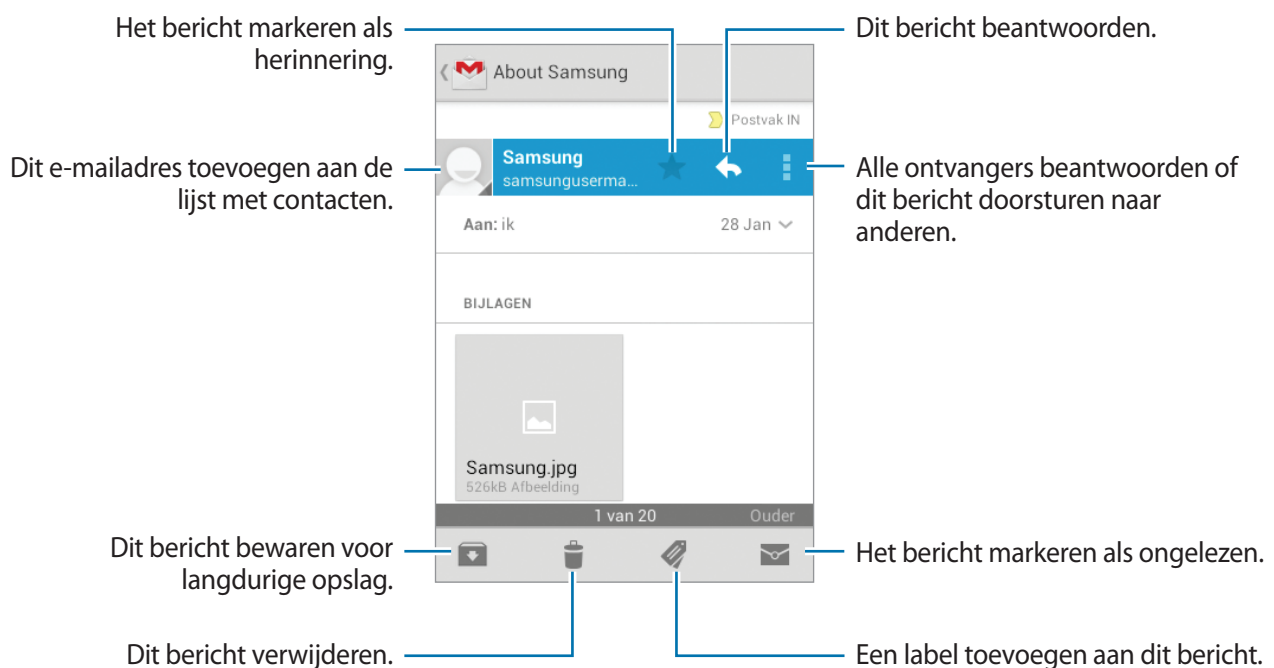 Het bericht markeren als
herinnering.
Dit bericht beantwoorden.
About Samsung
Postvak IN
Dit e-mailadres toevoegen aan de
lijst met contacten.
Samsung
samsunguserma...
Alle ontvangers beantwoorden of
dit bericht doorsturen naar
anderen.
Aan: ik
28 Jan
BIJLAGEN
Samsung.jpg
526kB Afbeelding
1 van 20
Ouder
Dit bericht bewaren voor
langdurige opslag.
Het bericht markeren als ongelezen.
Dit bericht verwijderen.
Een label toevoegen aan dit bericht.